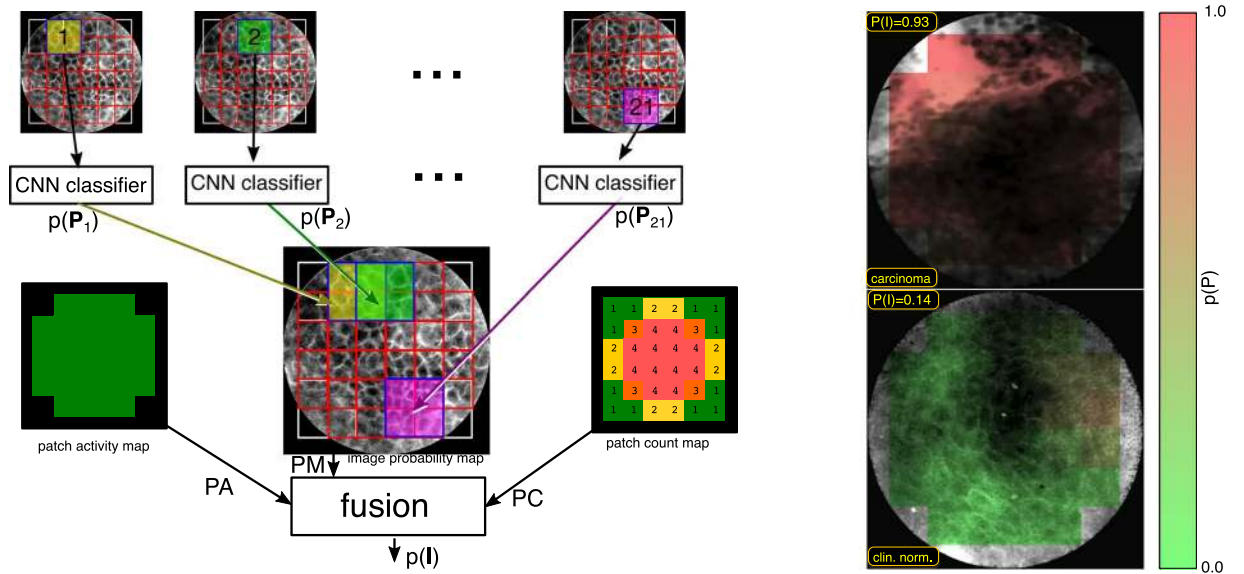 1
2
21
...
CNN classifier
CNN classifier
...
CNN classifier
p(P1)
p(P2)
p(P21)
patch activity map
image probability map
1 1 2 2 1 1
1 3 4 4 3 1
2 4 4 4 4 2
2 4 4 4 4 2
1 3 4 4 3 1
1 1 2 2 1 1
patch count map
PA
PM
PC
fusion
p(I)
P(I)=0.93
carcinoma
P(I)=0.14
clin. norm.
1.0
p(P)
0.0